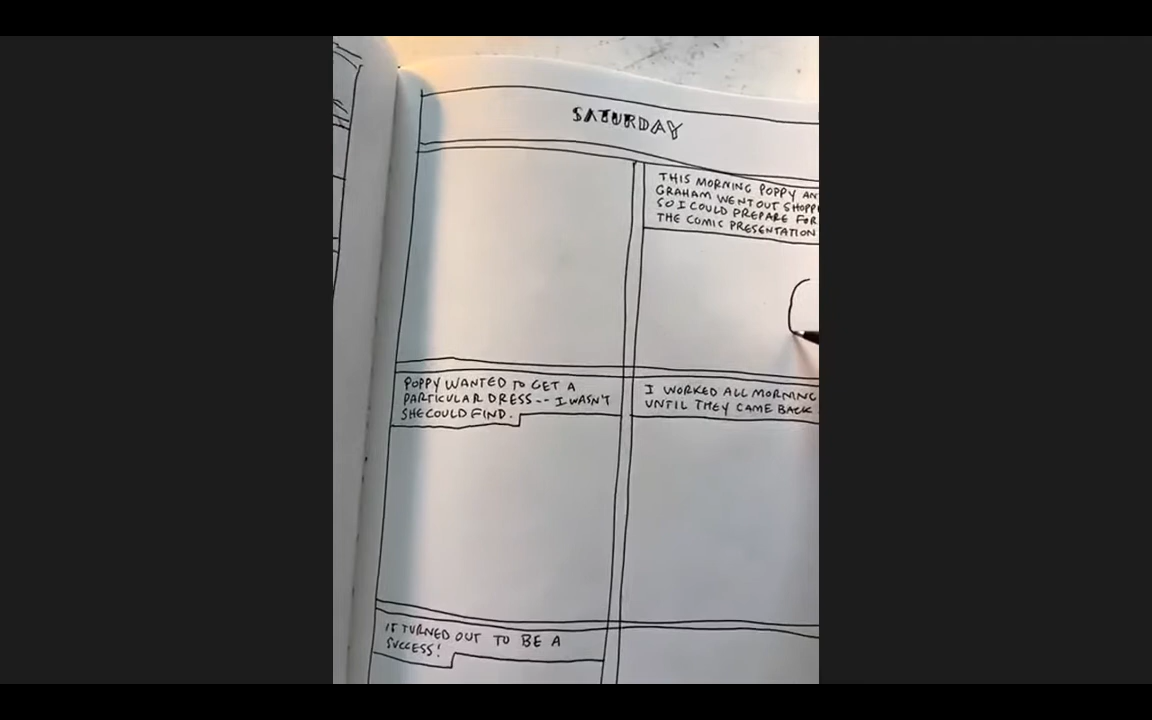 SATURDAY
THIS MORNING POPPY AN
GRAHAM WENT OUT SHOPP
SO I COULD PREPARE FOR
THE COMIC PRESENTATION
POPPY WANTED TO GET A
PARTICULAR DRESS-- I WASN'T
SHE COULD FIND.
I WORKED ALL MORNING
UNTIL THEY CAME BACK
IT TURNED OUT TO BE A
SUCCESS!